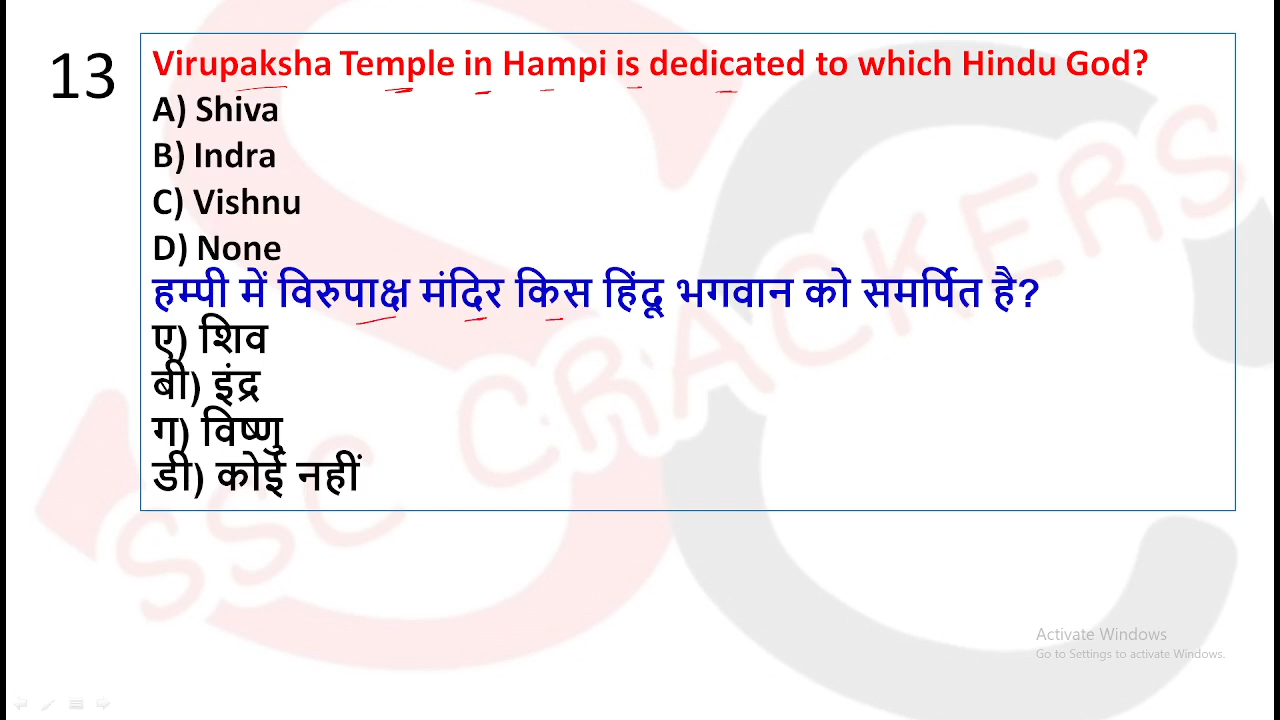 13
Virupaksha Temple in Hampi is dedicated to which Hindu God?
A) Shiva
B) Indra
C) Vishnu
D) None
हम्पी में विरुपाक्ष मंदिर किस हिंदू भगवान को समर्पित है?
ए) शिव
बी) इंद्र
ग) विष्णु
डी) कोई नहीं
SSC CRACKERS
Activate Windows
Go to Settings to activate Windows.